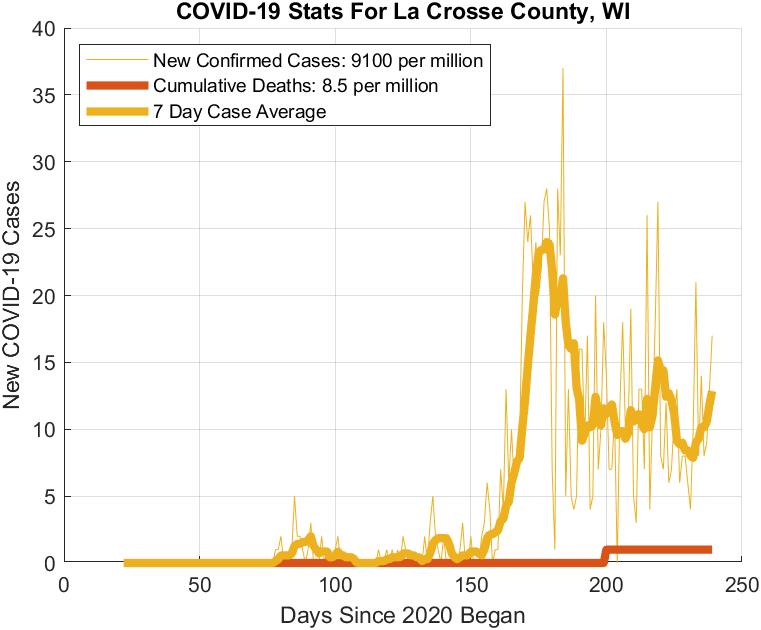 COVID-19 Stats For La Crosse County, WI
New Confirmed Cases: 9100 per million
Cumulative Deaths: 8.5 per million
7 Day Case Average
New COVID-19 Cases
40
35
30
25
20
15
10
5
0
0 50 100 150 200 250
Days Since 2020 Began